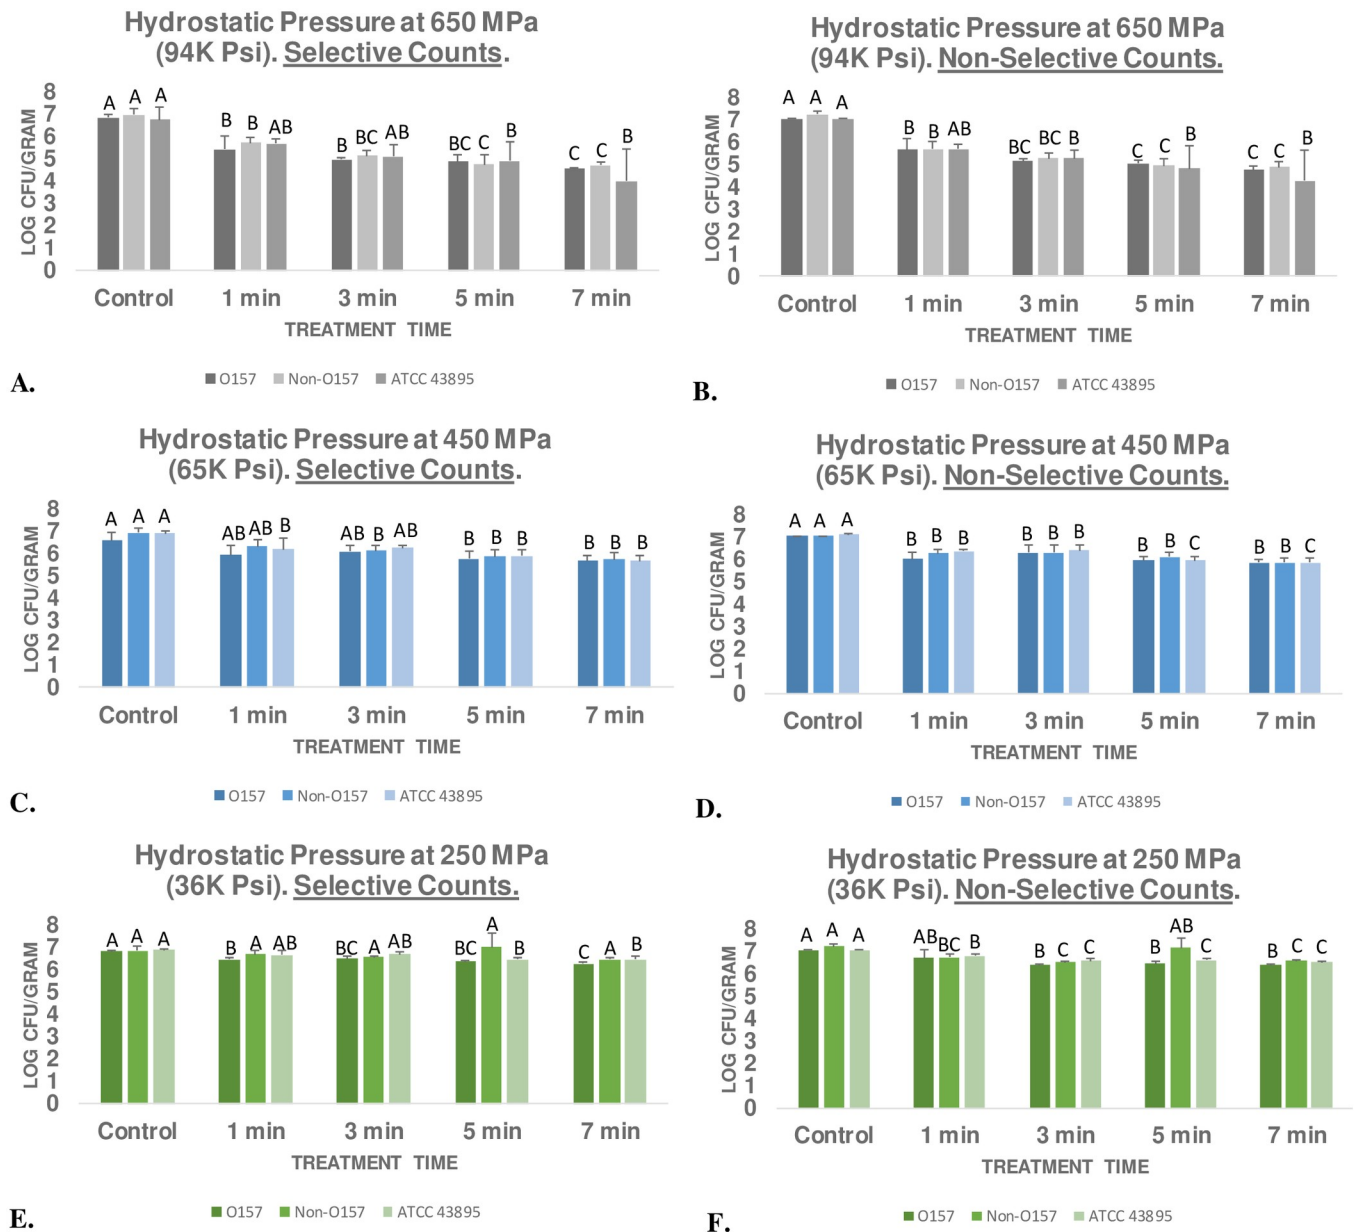 Hydrostatic Pressure at 650 MPa
(94K Psi). Selective Counts.
LOG CFU/GRAM
8
7
6
5
4
3
2
1
0
A A A
B B AB
B BC AB
BC C B
C C B
Control 1 min 3 min 5 min 7 min
TREATMENT TIME
O157 Non-O157 ATCC 43895
A.
Hydrostatic Pressure at 650 MPa
(94K Psi). Non-Selective Counts.
LOG CFU/GRAM
8
7
6
5
4
3
2
1
0
A A A
B B AB
BC BC B
C C B
C C B
Control 1 min 3 min 5 min 7 min
TREATMENT TIME
O157 Non-O157 ATCC 43895
B.
Hydrostatic Pressure at 450 MPa
(65K Psi). Selective Counts.
LOG CFU/GRAM
8
7
6
5
4
3
2
1
0
A A A
AB AB B
AB B AB
B B B
B B B
Control 1 min 3 min 5 min 7 min
TREATMENT TIME
O157 Non-O157 ATCC 43895
C.
Hydrostatic Pressure at 450 MPa
(65K Psi). Non-Selective Counts.
LOG CFU/GRAM
8
7
6
5
4
3
2
1
0
A A A
B B B
B B B
B B C
B B C
Control 1 min 3 min 5 min 7 min
TREATMENT TIME
O157 Non-O157 ATCC 43895
D.
Hydrostatic Pressure at 250 MPa
(36K Psi). Selective Counts.
LOG CFU/GRAM
8
7
6
5
4
3
2
1
0
A A A
B A AB
BC A AB
BC A B
C A B
Control 1 min 3 min 5 min 7 min
TREATMENT TIME
O157 Non-O157 ATCC 43895
E.
Hydrostatic Pressure at 250 MPa
(36K Psi). Non-Selective Counts.
LOG CFU/GRAM
8
7
6
5
4
3
2
1
0
A A A
AB BC B
B C C
B AB C
B C C
Control 1 min 3 min 5 min 7 min
TREATMENT TIME
O157 Non-O157 ATCC 43895
F.